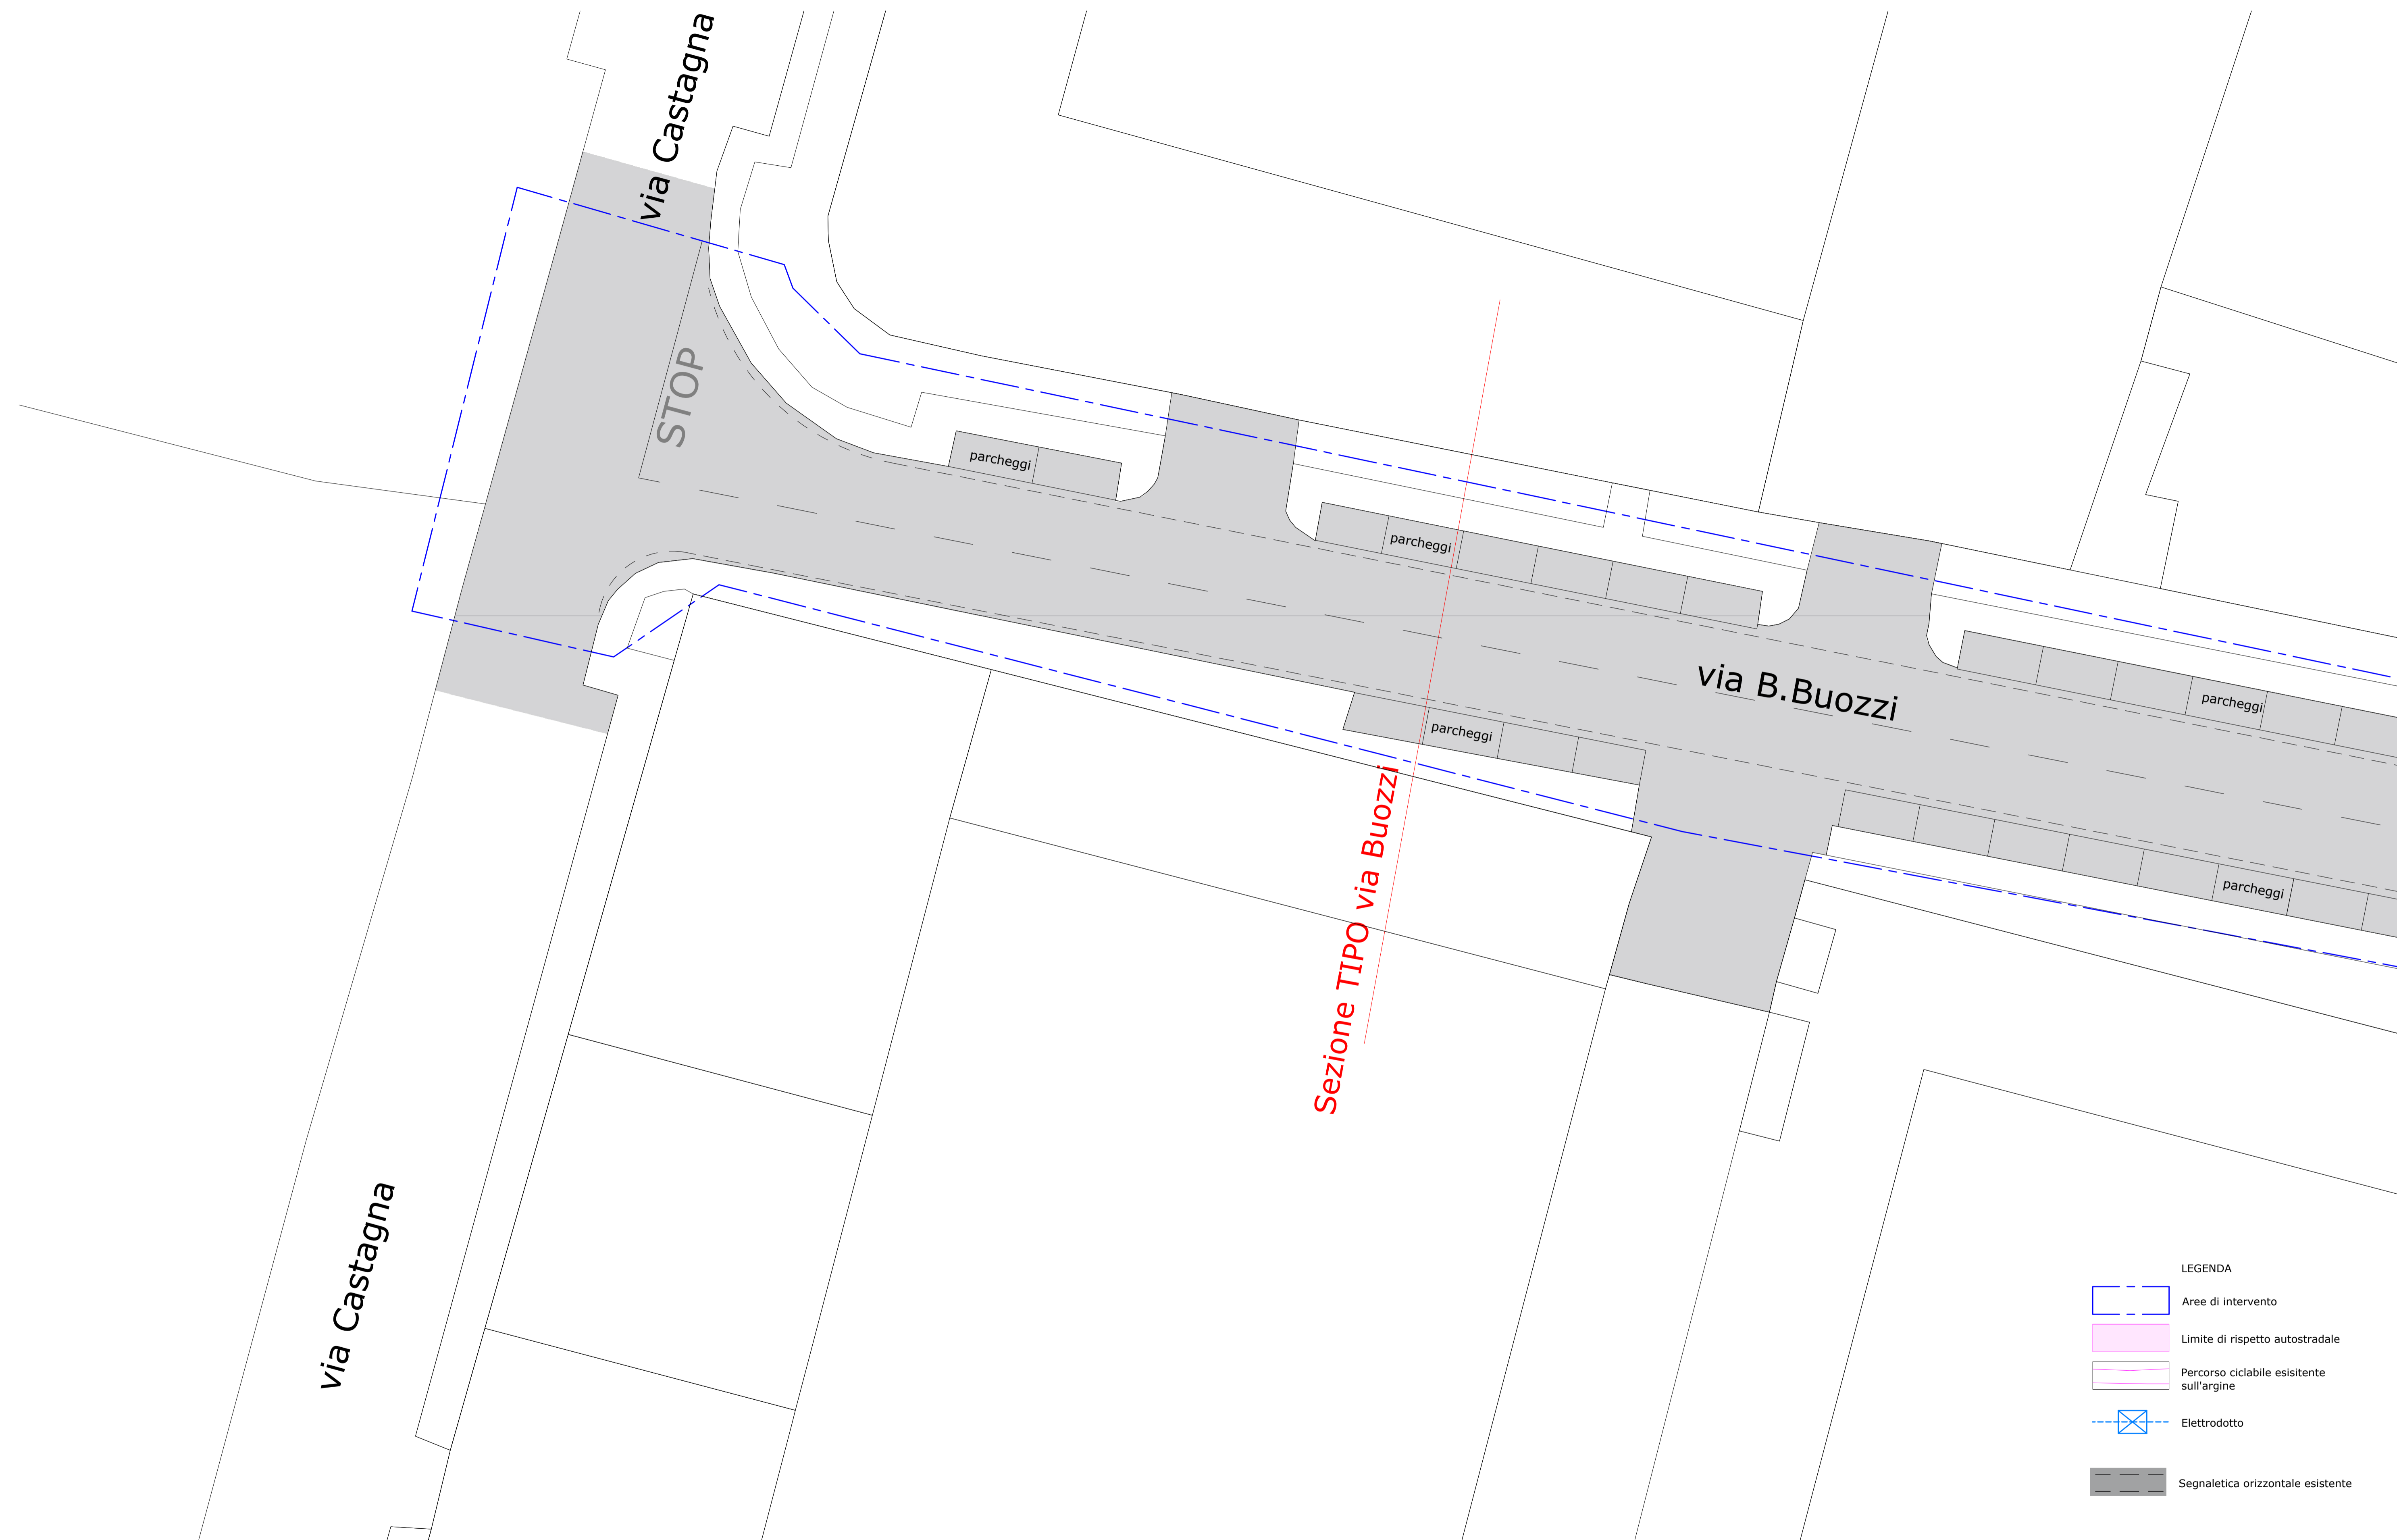 via Castagna
STOP
parcheggi
parcheggi
via B.Buozzi
parcheggi
parcheggi
parcheggi
Sezione TIPO via Buozzi
via Castagna
LEGENDA
Aree di intervento
Limite di rispetto autostradale
Percorso ciclabile esisitente
sull'argine
Elettrodotto
Segnaletica orizzontale esistente